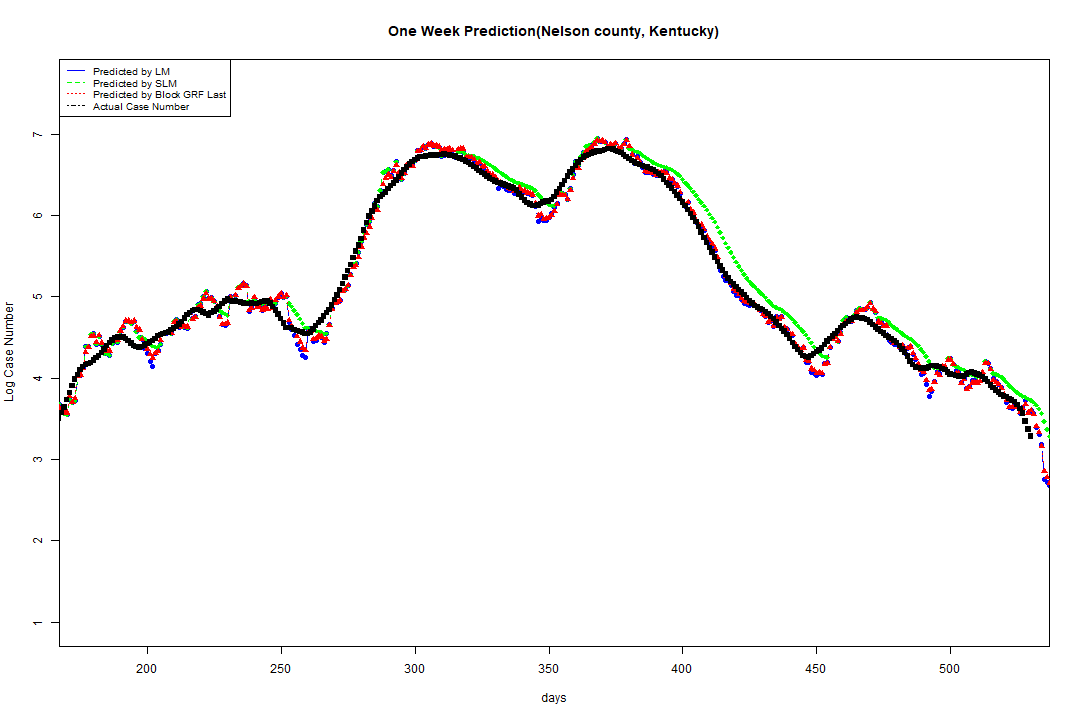 One Week Prediction(Nelson county, Kentucky)
Predicted by LM
Predicted by SLM
Predicted by Block GRF Last
Actual Case Number
7
6
5
4
3
2
1
Log Case Number
200 250 300 350 400 450 500
days